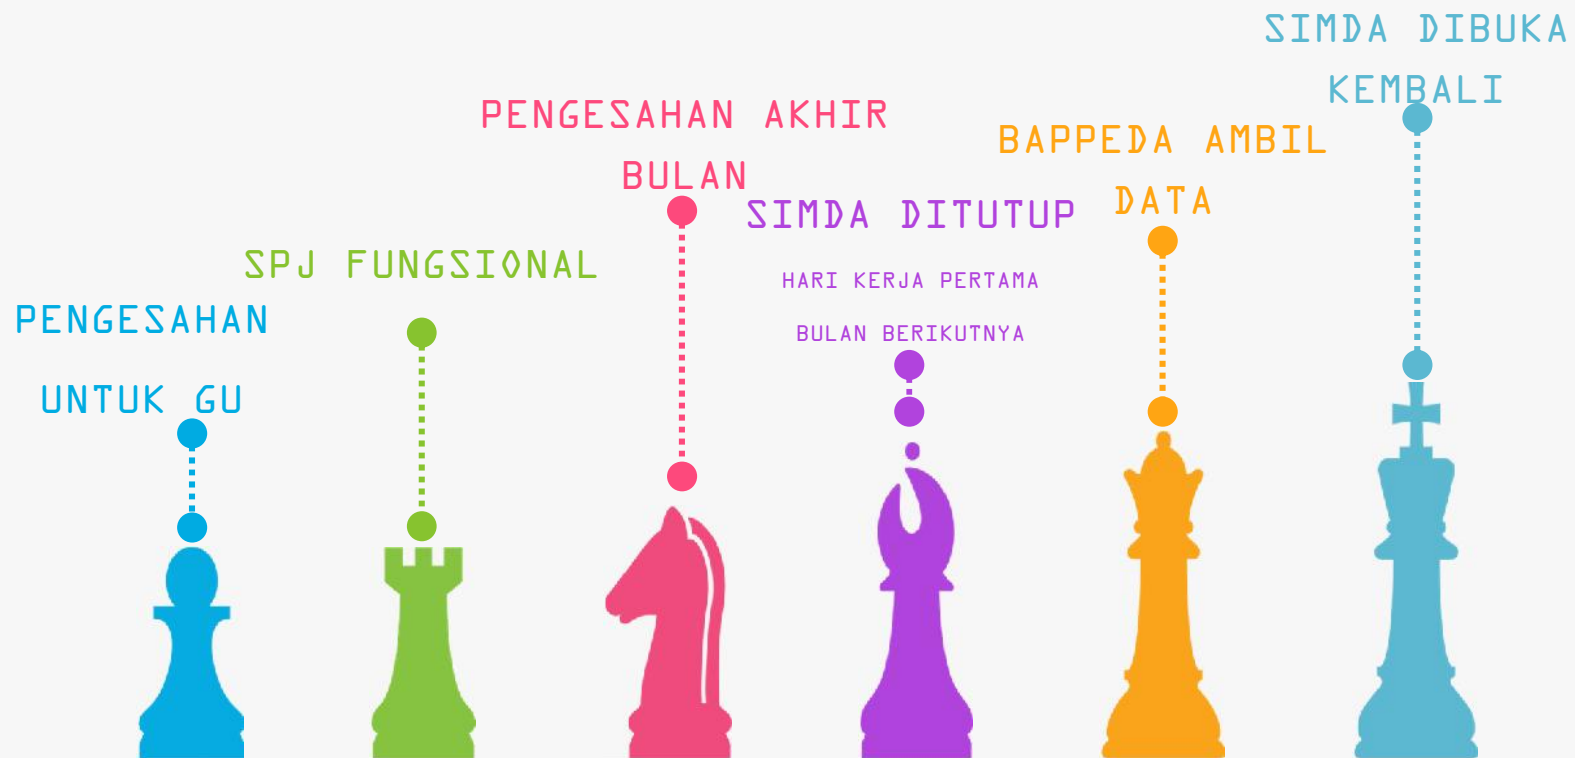 PENGESAHAN
UNTUK GU
SPJ FUNGSIONAL
PENGESAHAN AKHIR
BULAN
SIMDA DITUTUP
HARI KERJA PERTAMA
BULAN BERIKUTNYA
BAPPEDA AMBIL
DATA
SIMDA DIBUKA
KEMBALI